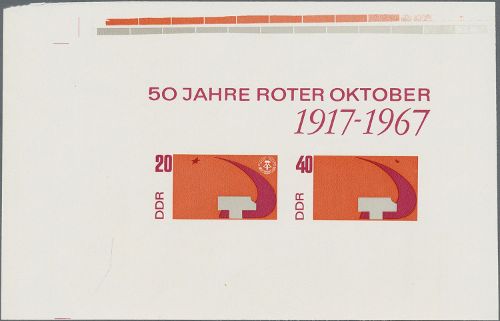 50 JAHRE ROTER OKTOBER
1917-1967
20 DDR
40 DDR